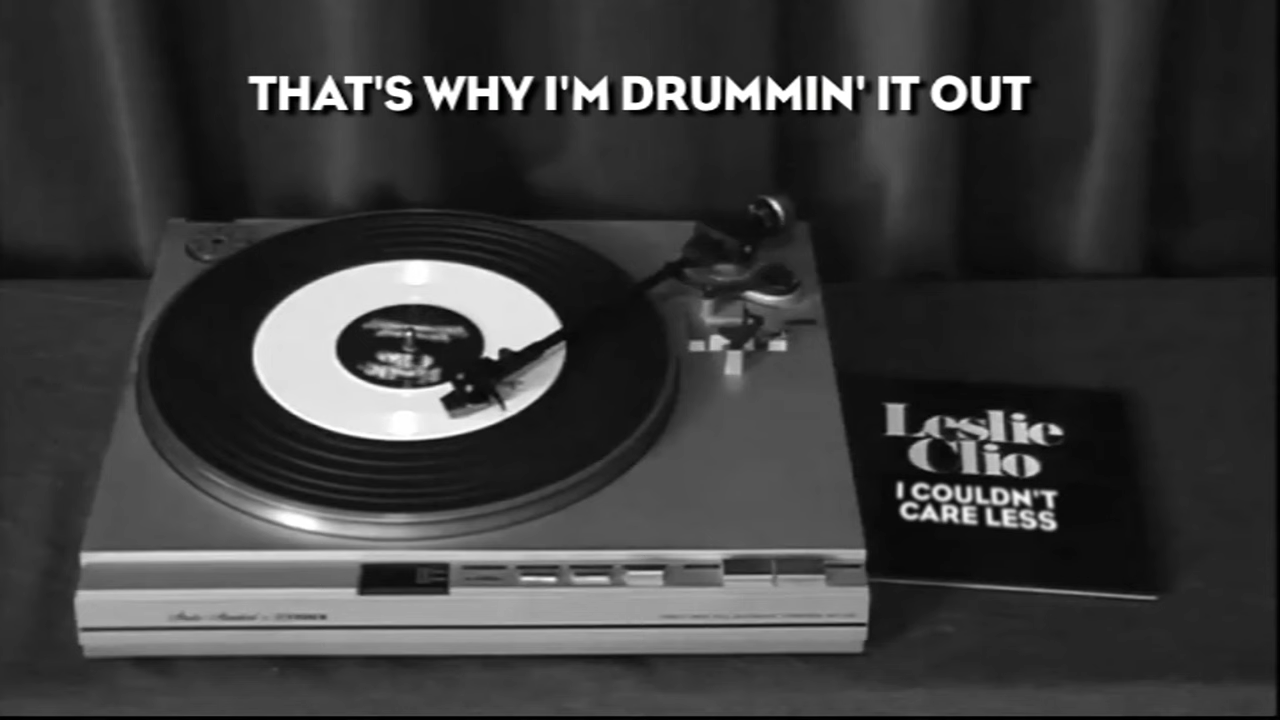 THAT'S WHY I'M DRUMMIN' IT OUT
Leslie
Clio
I COULDN'T
CARE LESS